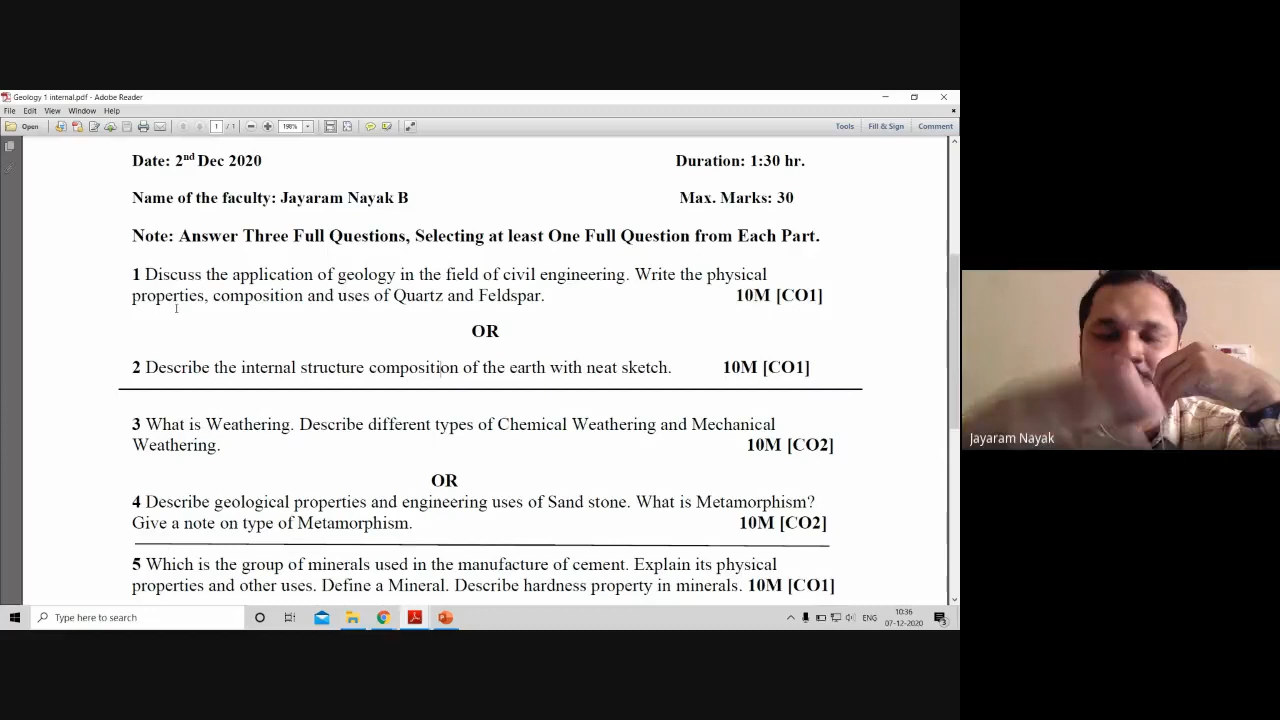 Geology 1 internal.pdf - Adobe Reader
File Edit View Window Help
Open 1 / 1 198% Tools Fill & Sign Comment
Date: 2nd Dec 2020 Duration: 1:30 hr.
Name of the faculty: Jayaram Nayak B Max. Marks: 30
Note: Answer Three Full Questions, Selecting at least One Full Question from Each Part.
1 Discuss the application of geology in the field of civil engineering. Write the physical
properties, composition and uses of Quartz and Feldspar. 10M [CO1]
OR
2 Describe the internal structure composition of the earth with neat sketch. 10M [CO1]
3 What is Weathering. Describe different types of Chemical Weathering and Mechanical
Weathering. 10M [CO2]
OR
4 Describe geological properties and engineering uses of Sand stone. What is Metamorphism?
Give a note on type of Metamorphism. 10M [CO2]
5 Which is the group of minerals used in the manufacture of cement. Explain its physical
properties and other uses. Define a Mineral. Describe hardness property in minerals. 10M [CO1]
Jayaram Nayak
Type here to search
ENG
10:36
07-12-2020
3